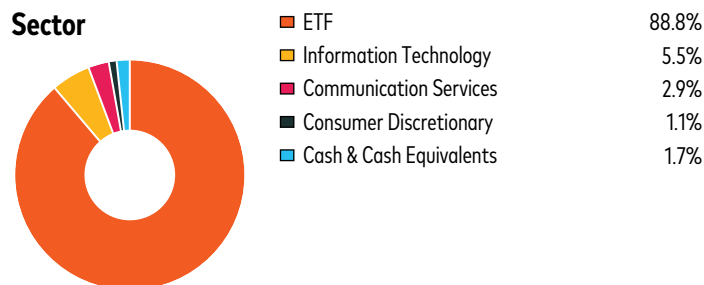 Sector
ETF 88.8%
Information Technology 5.5%
Communication Services 2.9%
Consumer Discretionary 1.1%
Cash & Cash Equivalents 1.7%